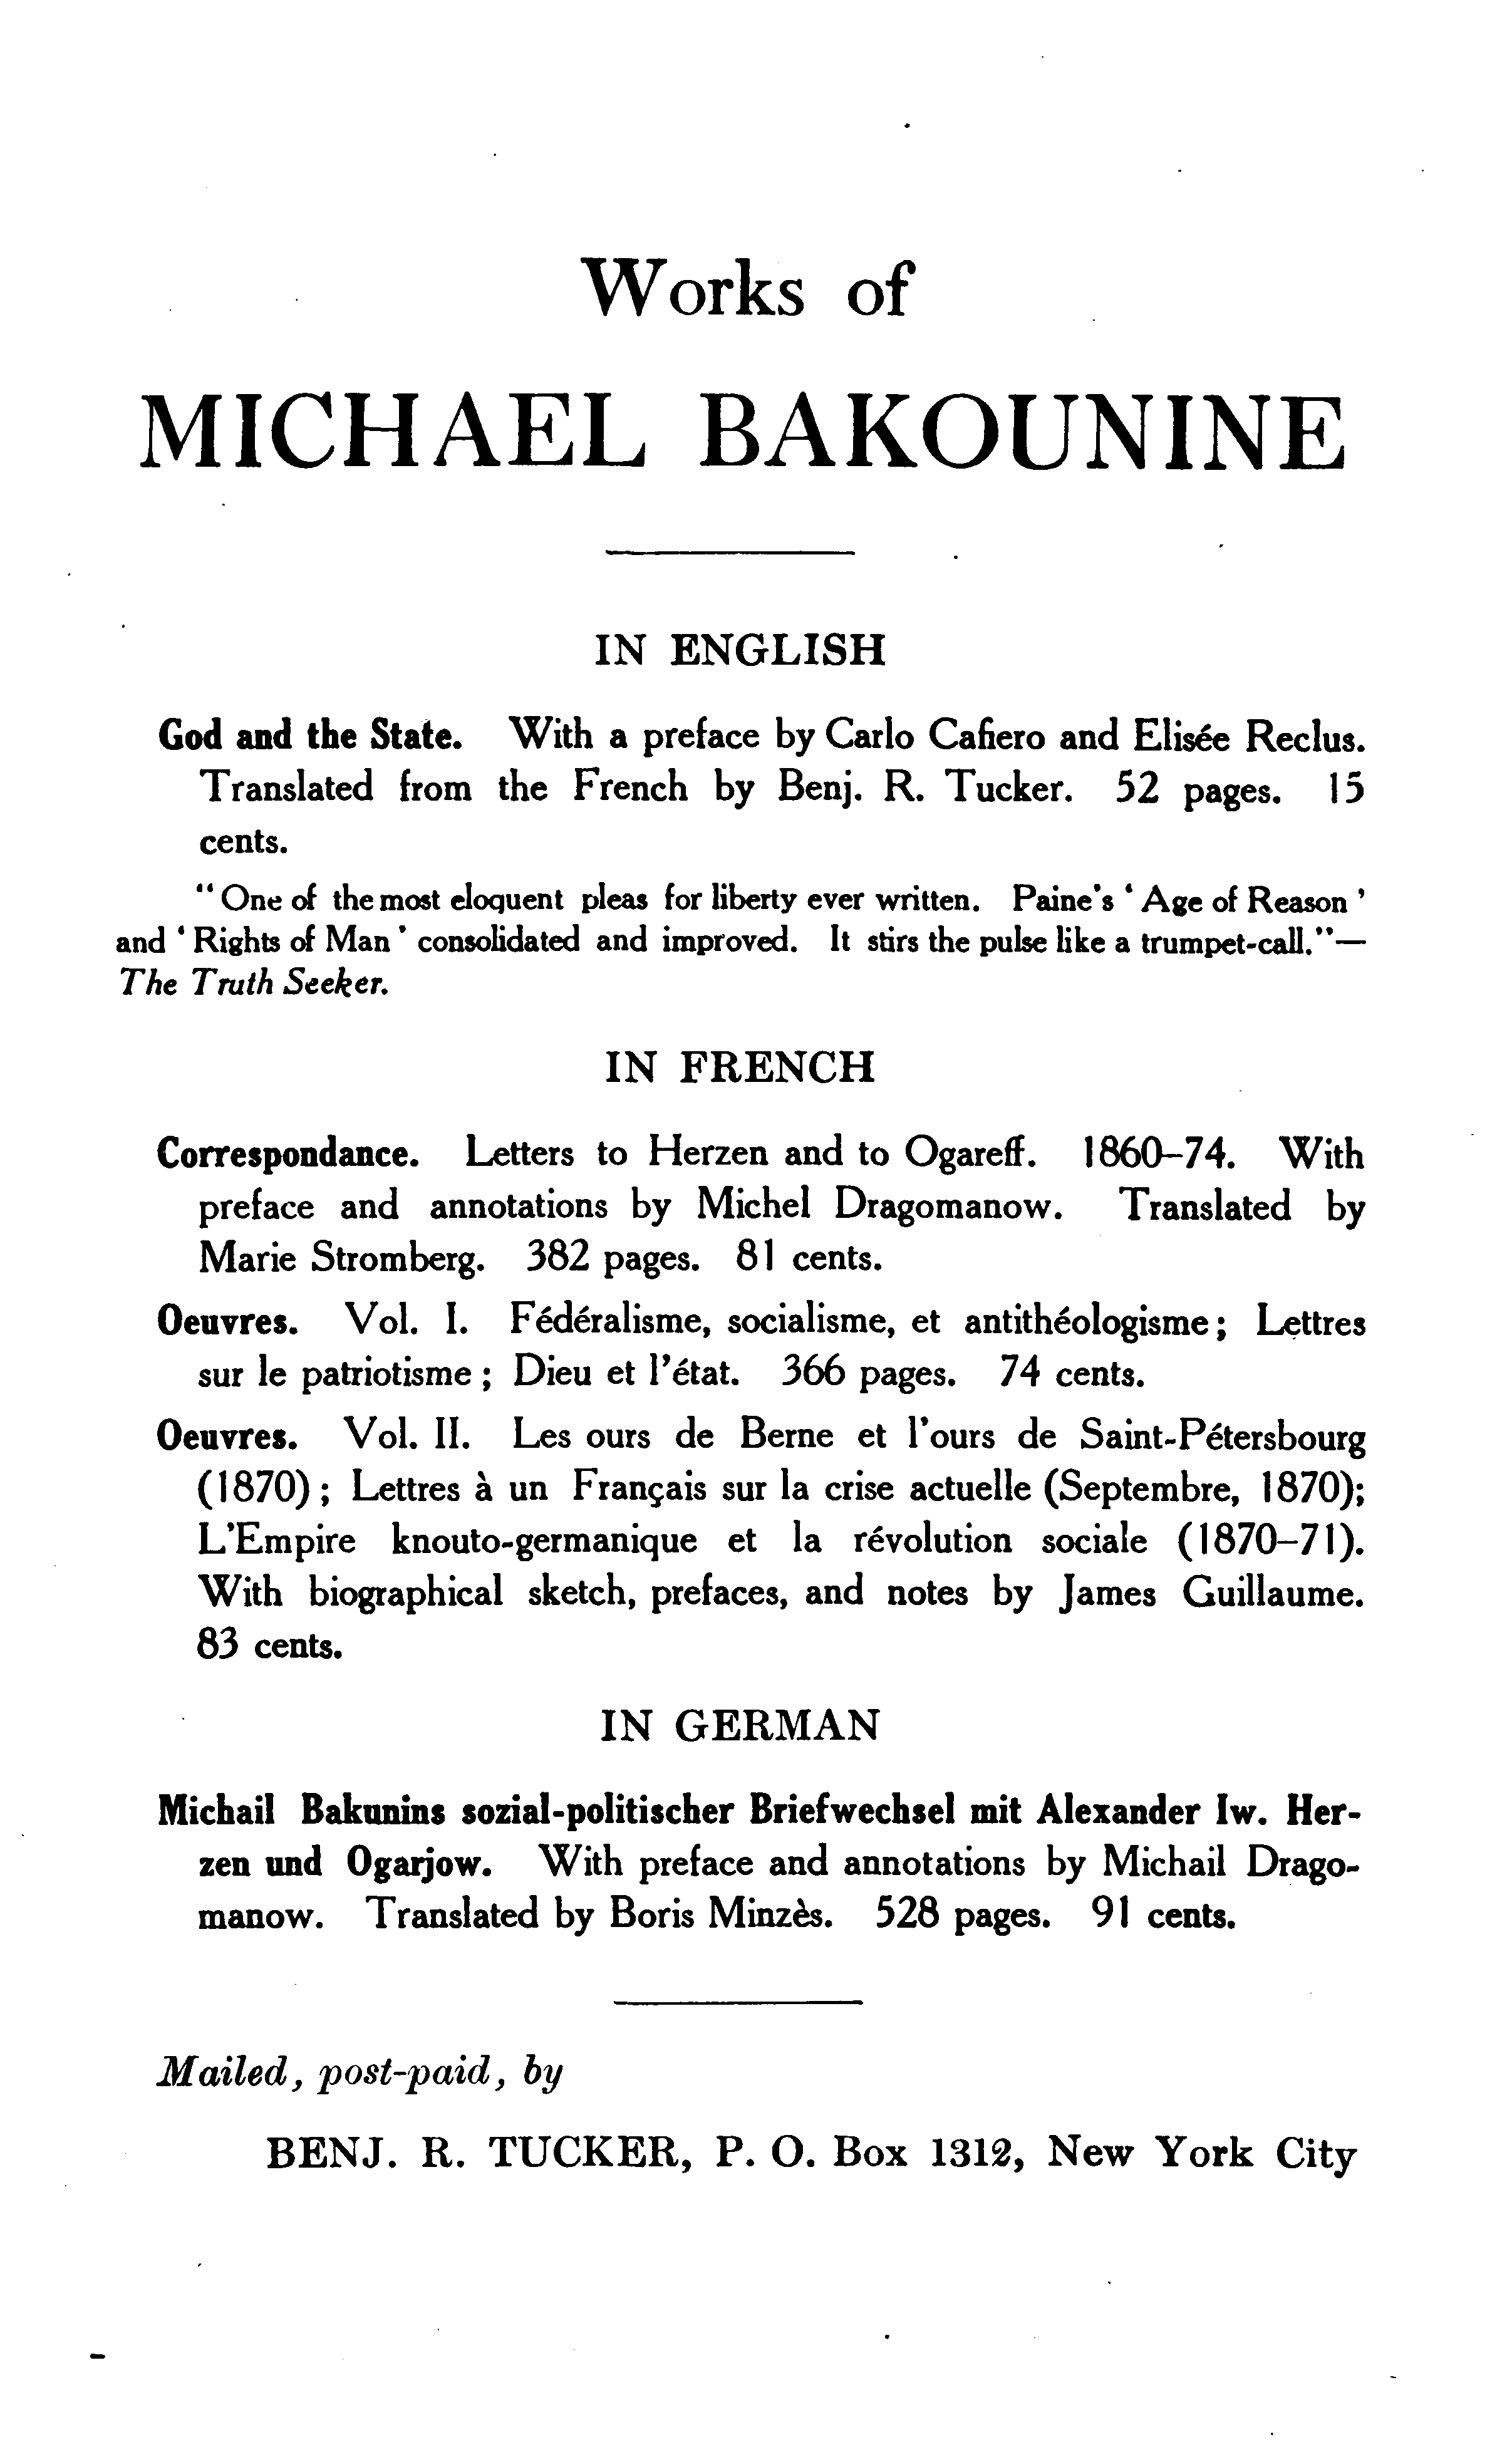 Works of
MICHAEL BAKOUNINE
IN ENGLISH
God and the State. With a preface by Carlo Cafiero and Elisée Reclus.
Translated from the French by Benj. R. Tucker. 52 pages. 15
cents.
"One of the most eloquent pleas for liberty ever written. Paine's 'Age of Reason'
and 'Rights of Man' consolidated and improved. It stirs the pulse like a trumpet-call."—
The Truth Seeker.
IN FRENCH
Correspondance. Letters to Herzen and to Ogareff. 1860–74. With
preface and annotations by Michel Dragomanow. Translated by
Marie Stromberg. 382 pages. 81 cents.
Oeuvres. Vol. I. Fédéralisme, socialisme, et antithéologisme; Lettres
sur le patriotisme; Dieu et l'état. 366 pages. 74 cents.
Oeuvres. Vol. II. Les ours de Berne et l'ours de Saint-Pétersbourg
(1870); Lettres à un Français sur la crise actuelle (Septembre, 1870);
L'Empire knouto-germanique et la révolution sociale (1870–71).
With biographical sketch, prefaces, and notes by James Guillaume.
83 cents.
IN GERMAN
Michail Bakunins sozial-politischer Briefwechsel mit Alexander Iw. Her-
zen und Ogarjow. With preface and annotations by Michail Drago-
manow. Translated by Boris Minzès. 528 pages. 91 cents.
Mailed, post-paid, by
BENJ. R. TUCKER, P. O. Box 1312, New York City